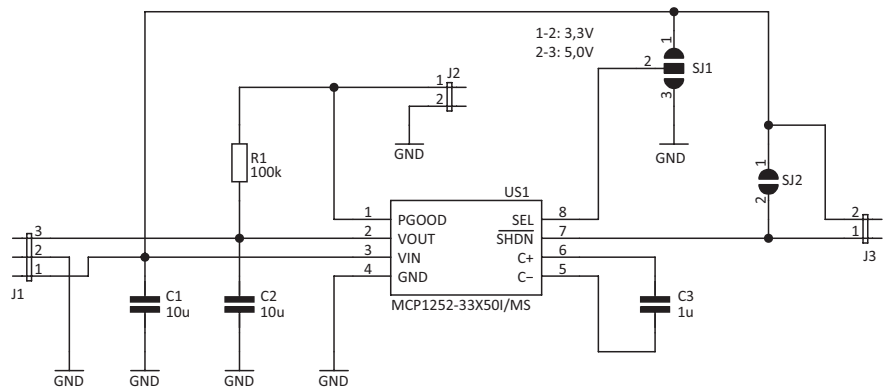 1-2: 3,3V
2-3: 5,0V
1
2
3
SJ1
GND
J2
1
2
GND
R1
100k
1
2
SJ2
US1
1 PGOOD SEL 8
2 VOUT SHDN 7
3 VIN C+ 6
4 GND C− 5
MCP1252-33X50I/MS
3
2
1
J1
2
1
J3
C1
10u
C2
10u
C3
1u
GND
GND
GND
GND